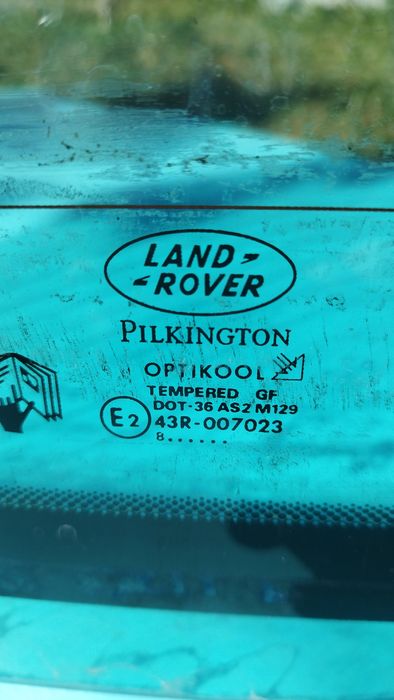 LAND
ROVER
PILKINGTON
OPTIKOOL
TEMPERED GF
DOT-36 AS2 M129
E2 43R-007023
8......